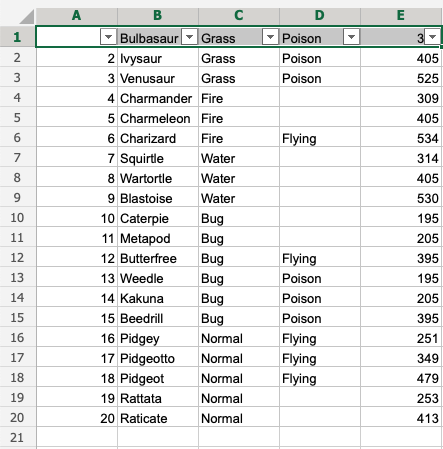 A B C D E
1 Bulbasaur Grass Poison 3
2 2 Ivysaur Grass Poison 405
3 3 Venusaur Grass Poison 525
4 4 Charmander Fire 309
5 5 Charmeleon Fire 405
6 6 Charizard Fire Flying 534
7 7 Squirtle Water 314
8 8 Wartortle Water 405
9 9 Blastoise Water 530
10 10 Caterpie Bug 195
11 11 Metapod Bug 205
12 12 Butterfree Bug Flying 395
13 13 Weedle Bug Poison 195
14 14 Kakuna Bug Poison 205
15 15 Beedrill Bug Poison 395
16 16 Pidgey Normal Flying 251
17 17 Pidgeotto Normal Flying 349
18 18 Pidgeot Normal Flying 479
19 19 Rattata Normal 253
20 20 Raticate Normal 413
21